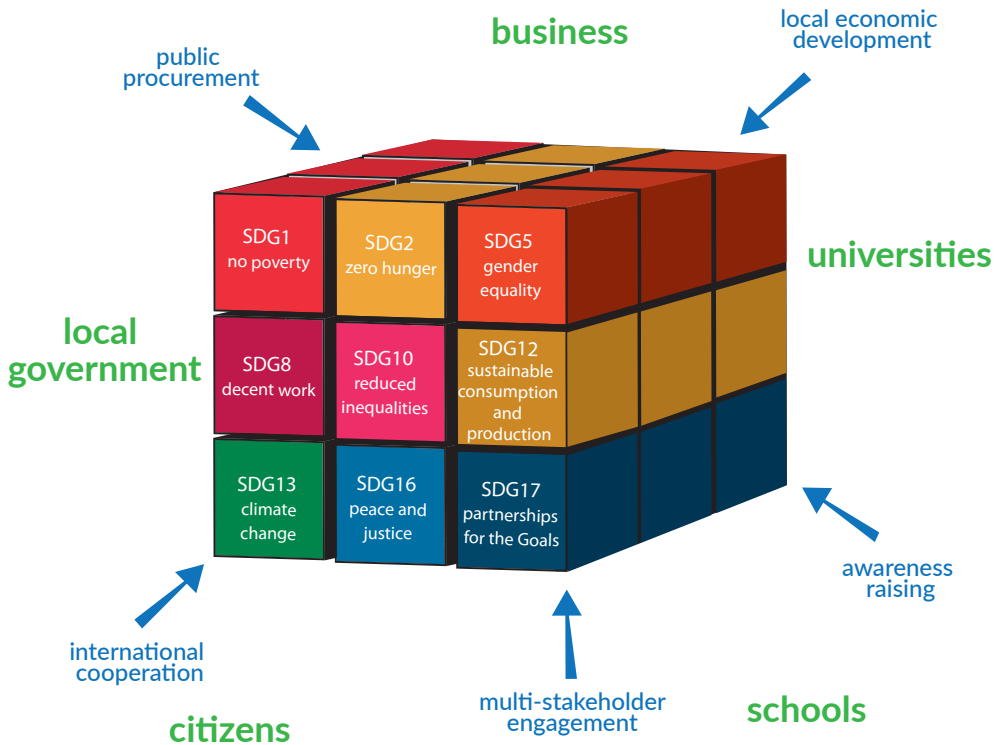 business
local economic
development
public
procurement
SDG1
no poverty
SDG2
zero hunger
SDG5
gender
equality
universities
local
government
SDG8
decent work
SDG10
reduced
inequalities
SDG12
sustainable
consumption
and
production
SDG13
climate
change
SDG16
peace and
justice
SDG17
partnerships
for the Goals
awareness
raising
international
cooperation
multi-stakeholder
engagement
citizens
schools